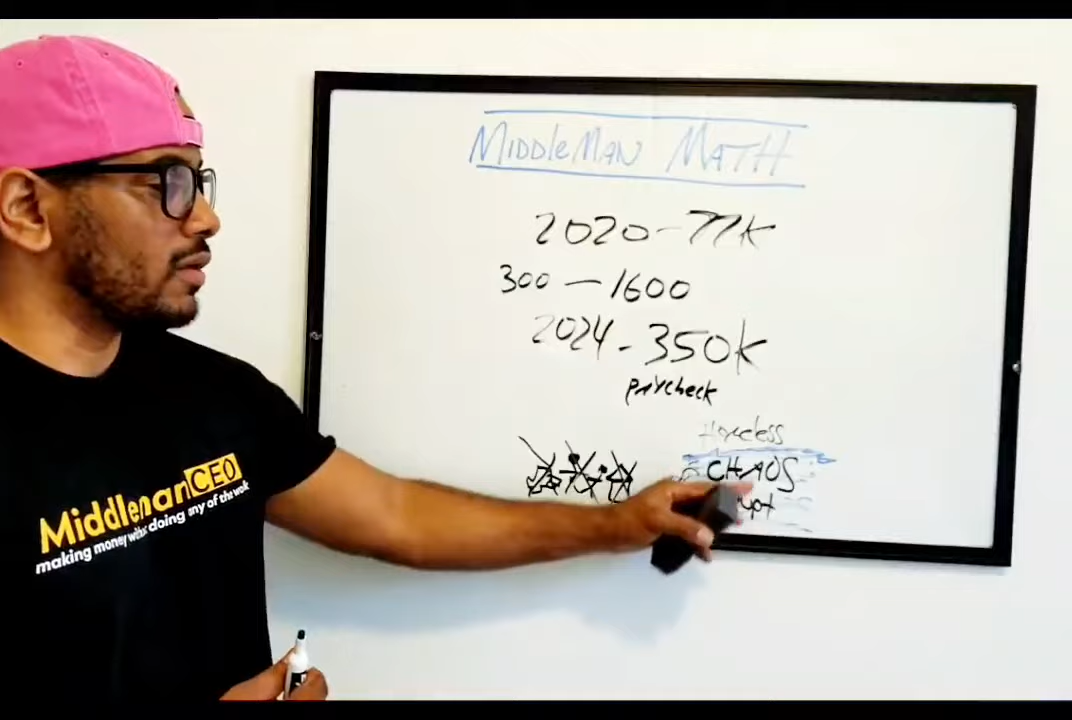 MIDDLEMAN MATH
2020 - 77K
300 — 1600
2024 - 350k
paycheck
CHAOS
MiddlemanCEO
making money without doing any of the work